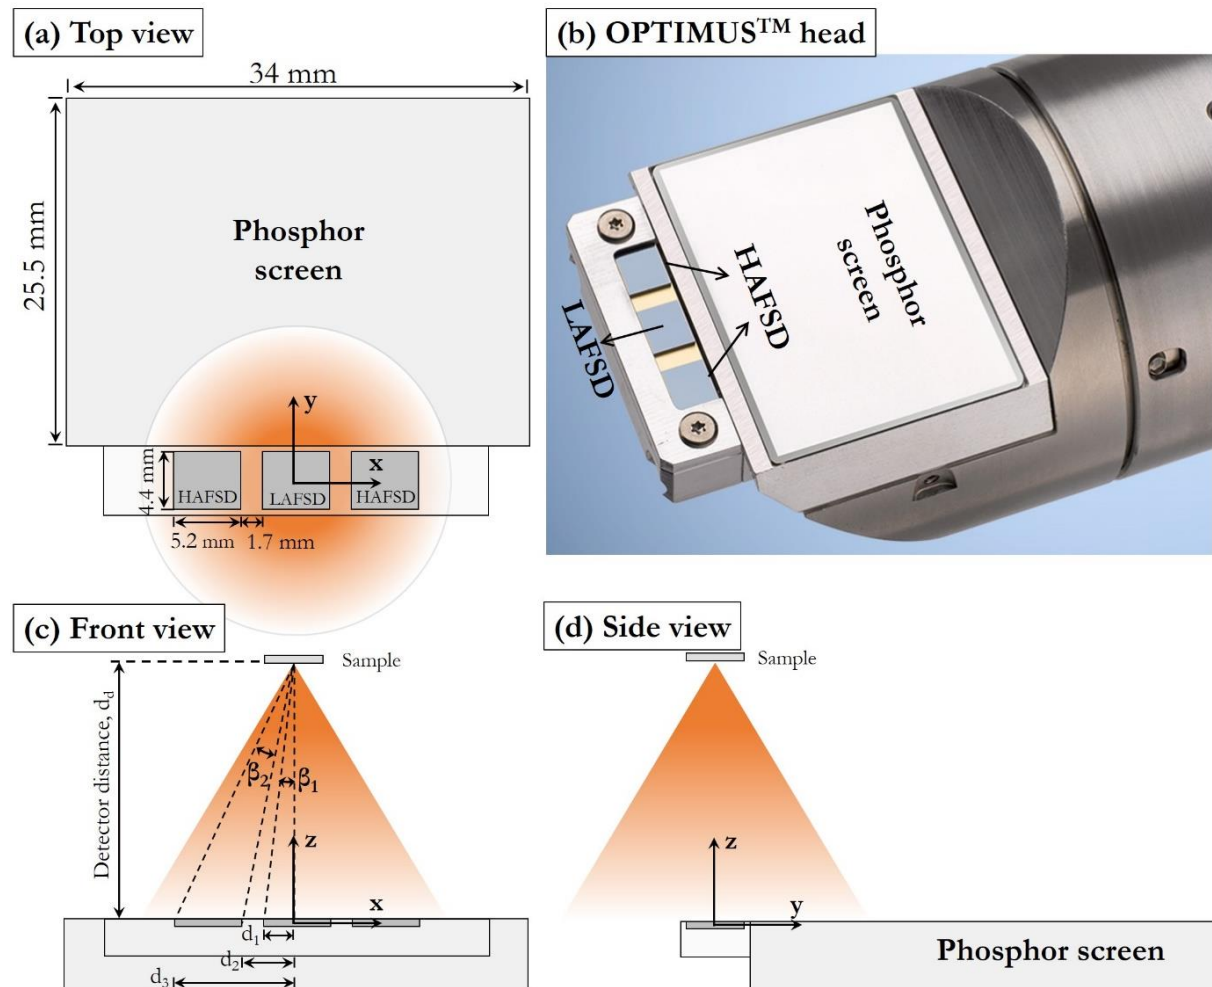 (a) Top view
34 mm
25.5 mm
Phosphor
screen
y
x
HAFSD
LAFSD
HAFSD
4.4 mm
5.2 mm
1.7 mm
(b) OPTIMUS™ head
Phosphor
screen
HAFSD
LAFSD
(c) Front view
Sample
Detector distance, d_d
β₂
β₁
z
x
d₁
d₂
d₃
(d) Side view
Sample
z
y
Phosphor screen